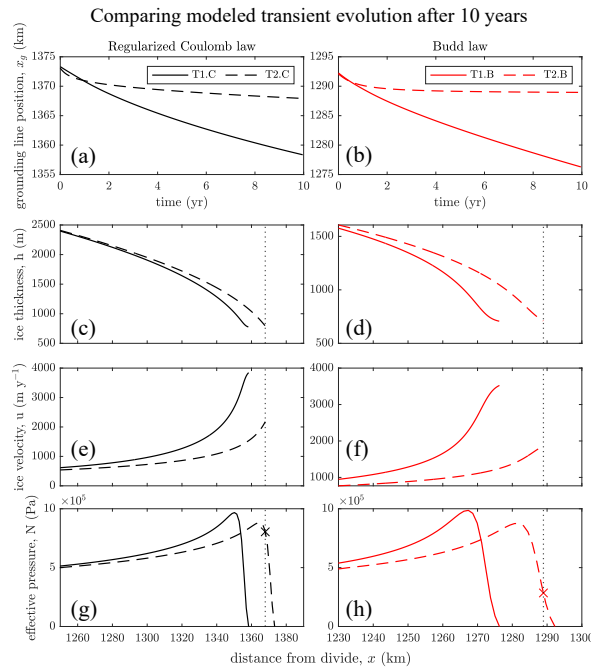 Comparing modeled transient evolution after 10 years
Regularized Coulomb law
Budd law
grounding line position, x_g (km)
1375
1370
1365
1360
1355
T1.C
T2.C
(a)
0 2 4 6 8 10
time (yr)
1295
1290
1285
1280
1275
T1.B
T2.B
(b)
0 2 4 6 8 10
time (yr)
ice thickness, h (m)
2500
2000
1500
1000
500
(c)
1500
1000
500
(d)
ice velocity, u (m y⁻¹)
4000
3000
2000
1000
0
(e)
4000
3000
2000
1000
(f)
effective pressure, N (Pa)
×10⁵
10
5
0
(g)
1260 1280 1300 1320 1340 1360 1380
×10⁵
10
5
0
(h)
1230 1240 1250 1260 1270 1280 1290 1300
distance from divide, x (km)